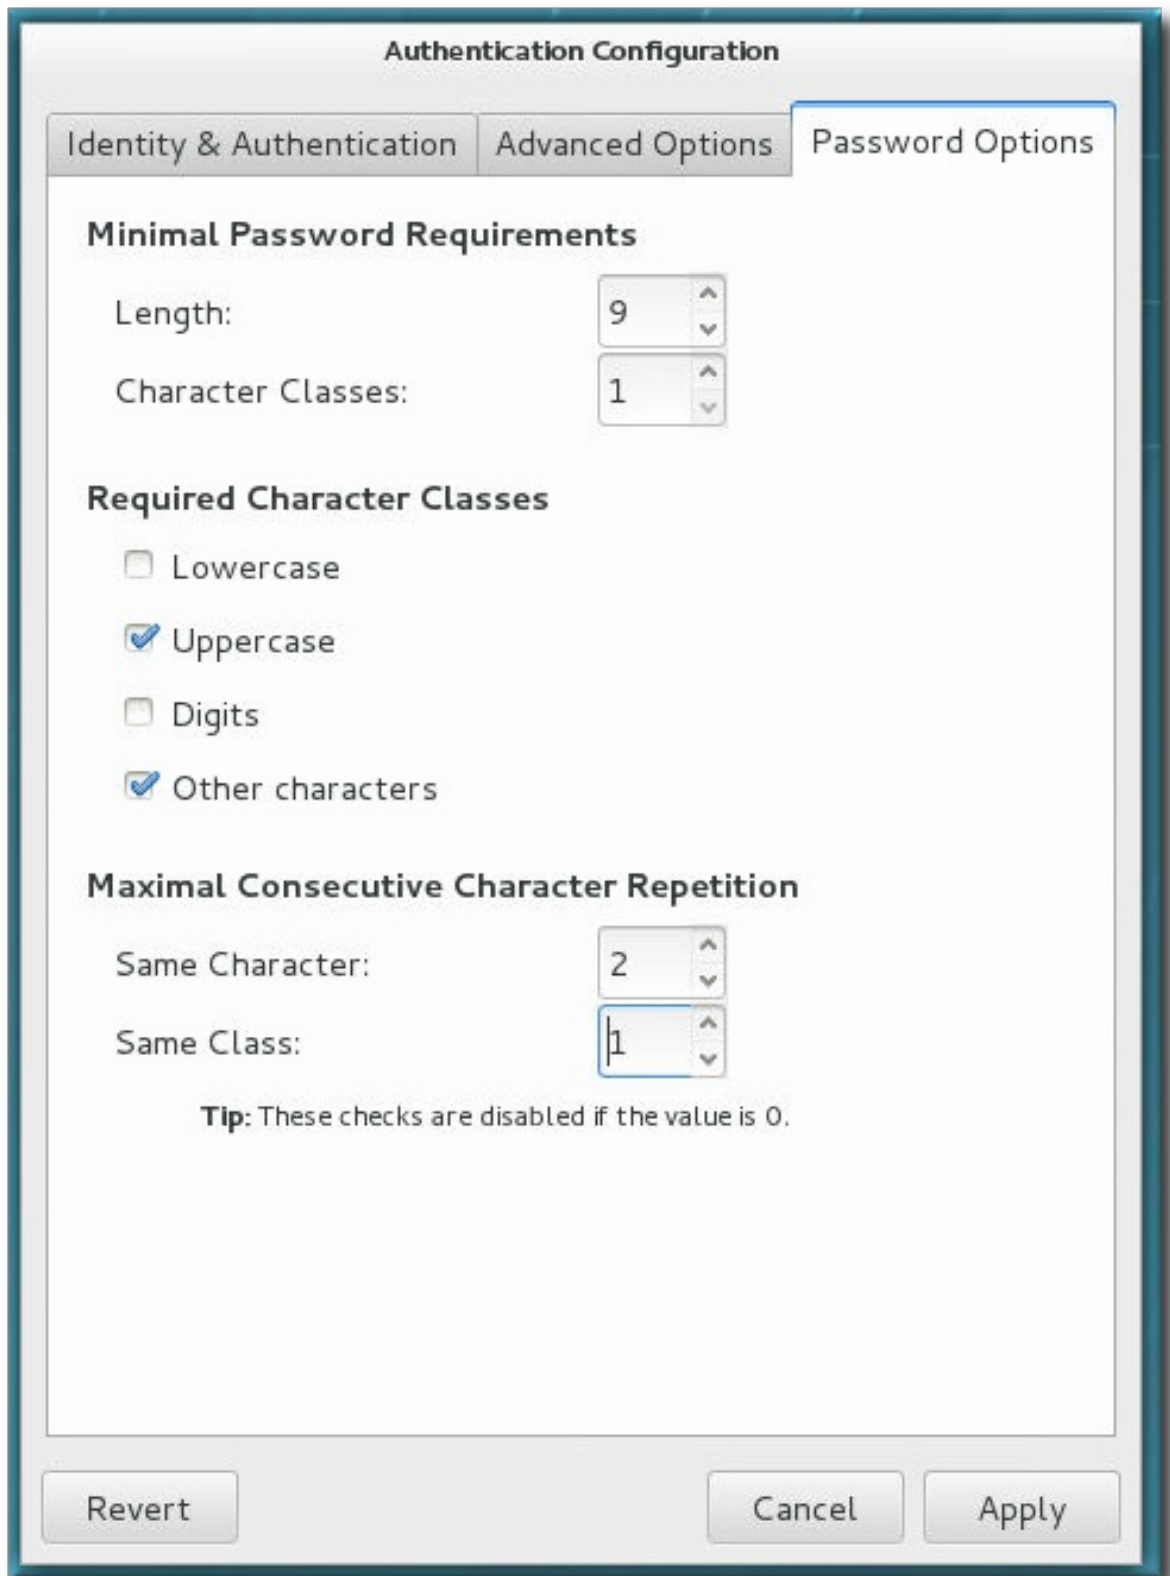 Authentication Configuration
Identity & Authentication
Advanced Options
Password Options
Minimal Password Requirements
Length:
9
Character Classes:
1
Required Character Classes
Lowercase
Uppercase
Digits
Other characters
Maximal Consecutive Character Repetition
Same Character:
2
Same Class:
1
Tip: These checks are disabled if the value is 0.
Revert
Cancel
Apply